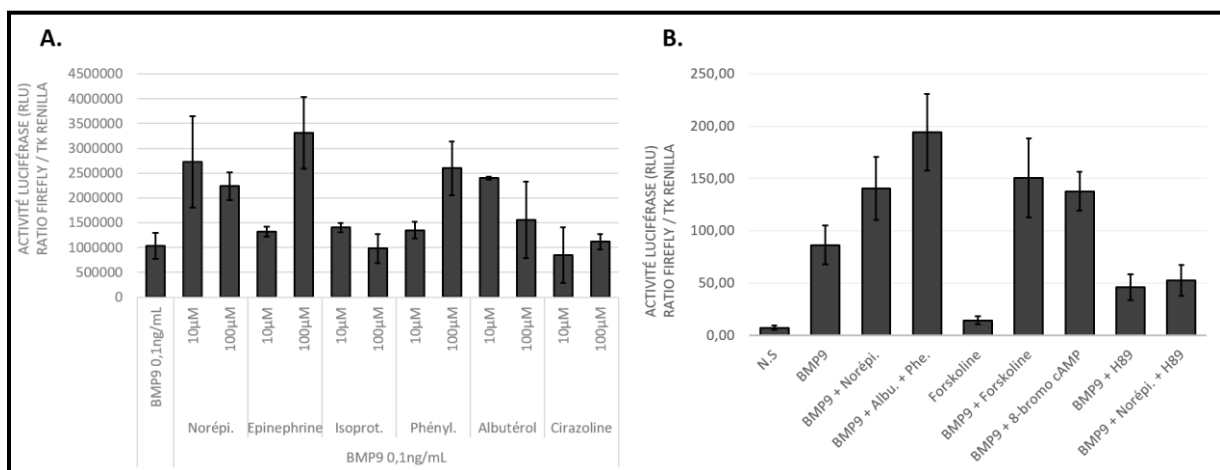 A.
ACTIVITÉ LUCIFÉRASE (RLU)
RATIO FIREFLY / TK RENILLA
4500000
4000000
3500000
3000000
2500000
2000000
1500000
1000000
500000
0
BMP9 0,1ng/mL
10µM
100µM
10µM
100µM
10µM
100µM
10µM
100µM
10µM
100µM
10µM
100µM
Norépi.
Epinephrine
Isoprot.
Phényl.
Albutérol
Cirazoline
BMP9 0,1ng/mL
B.
ACTIVITÉ LUCIFÉRASE (RLU)
RATIO FIREFLY / TK RENILLA
250,00
200,00
150,00
100,00
50,00
0,00
N.S
BMP9
BMP9 + Norépi.
BMP9 + Albu. + Phe.
Forskoline
BMP9 + Forskoline
BMP9 + 8-bromo cAMP
BMP9 + H89
BMP9 + Norépi. + H89